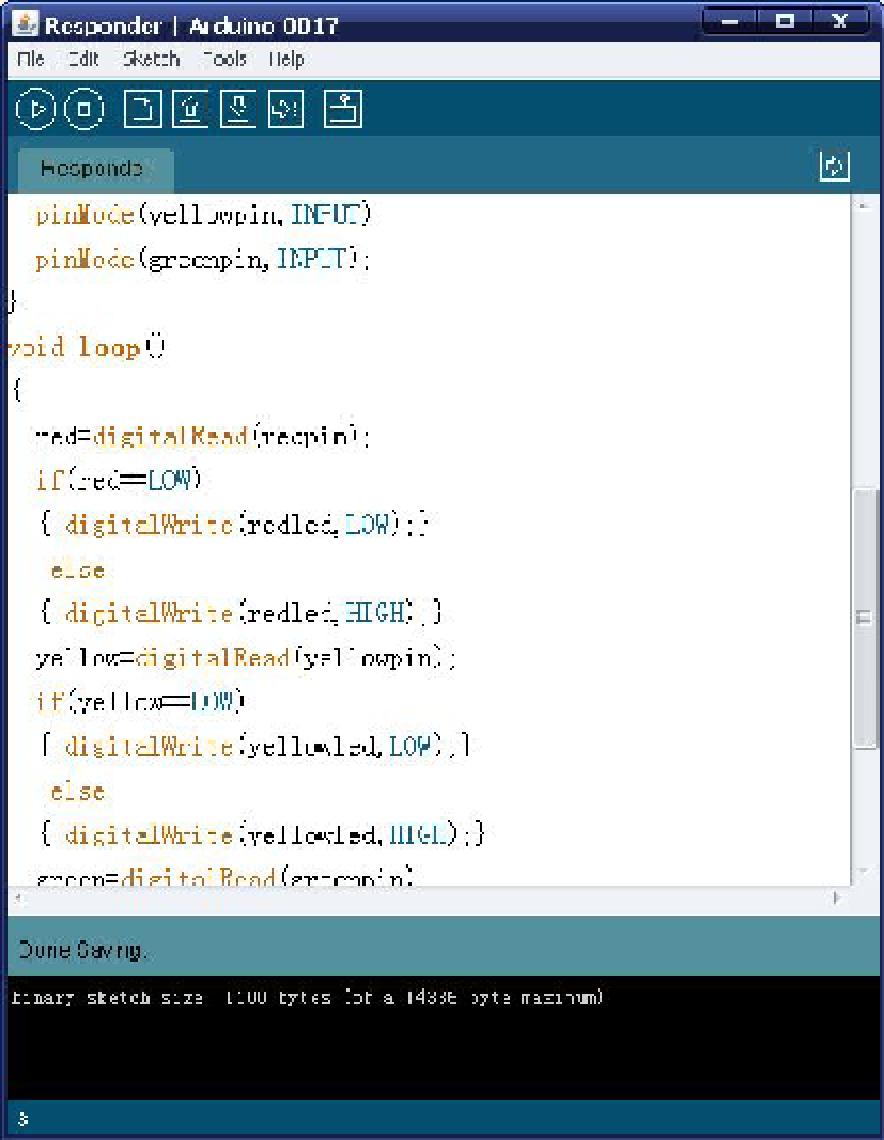 Responder | Arduino 0017
File Edit Sketch Tools Help
Responde
pinMode(yellowpin,INPUT)
pinMode(greenpin,INPUT);
}
void loop()
{
red=digitalRead(redpin);
if(red==LOW)
{ digitalWrite(redled,LOW);}
else
{ digitalWrite(redled,HIGH);}
yellow=digitalRead(yellowpin);
if(yellow==LOW)
{ digitalWrite(yellowled,LOW);}
else
{ digitalWrite(yellowled,HIGH);}
green=digitalRead(greenpin)
Done Saving.
Binary sketch size: 1100 bytes (of a 14336 byte maximum)